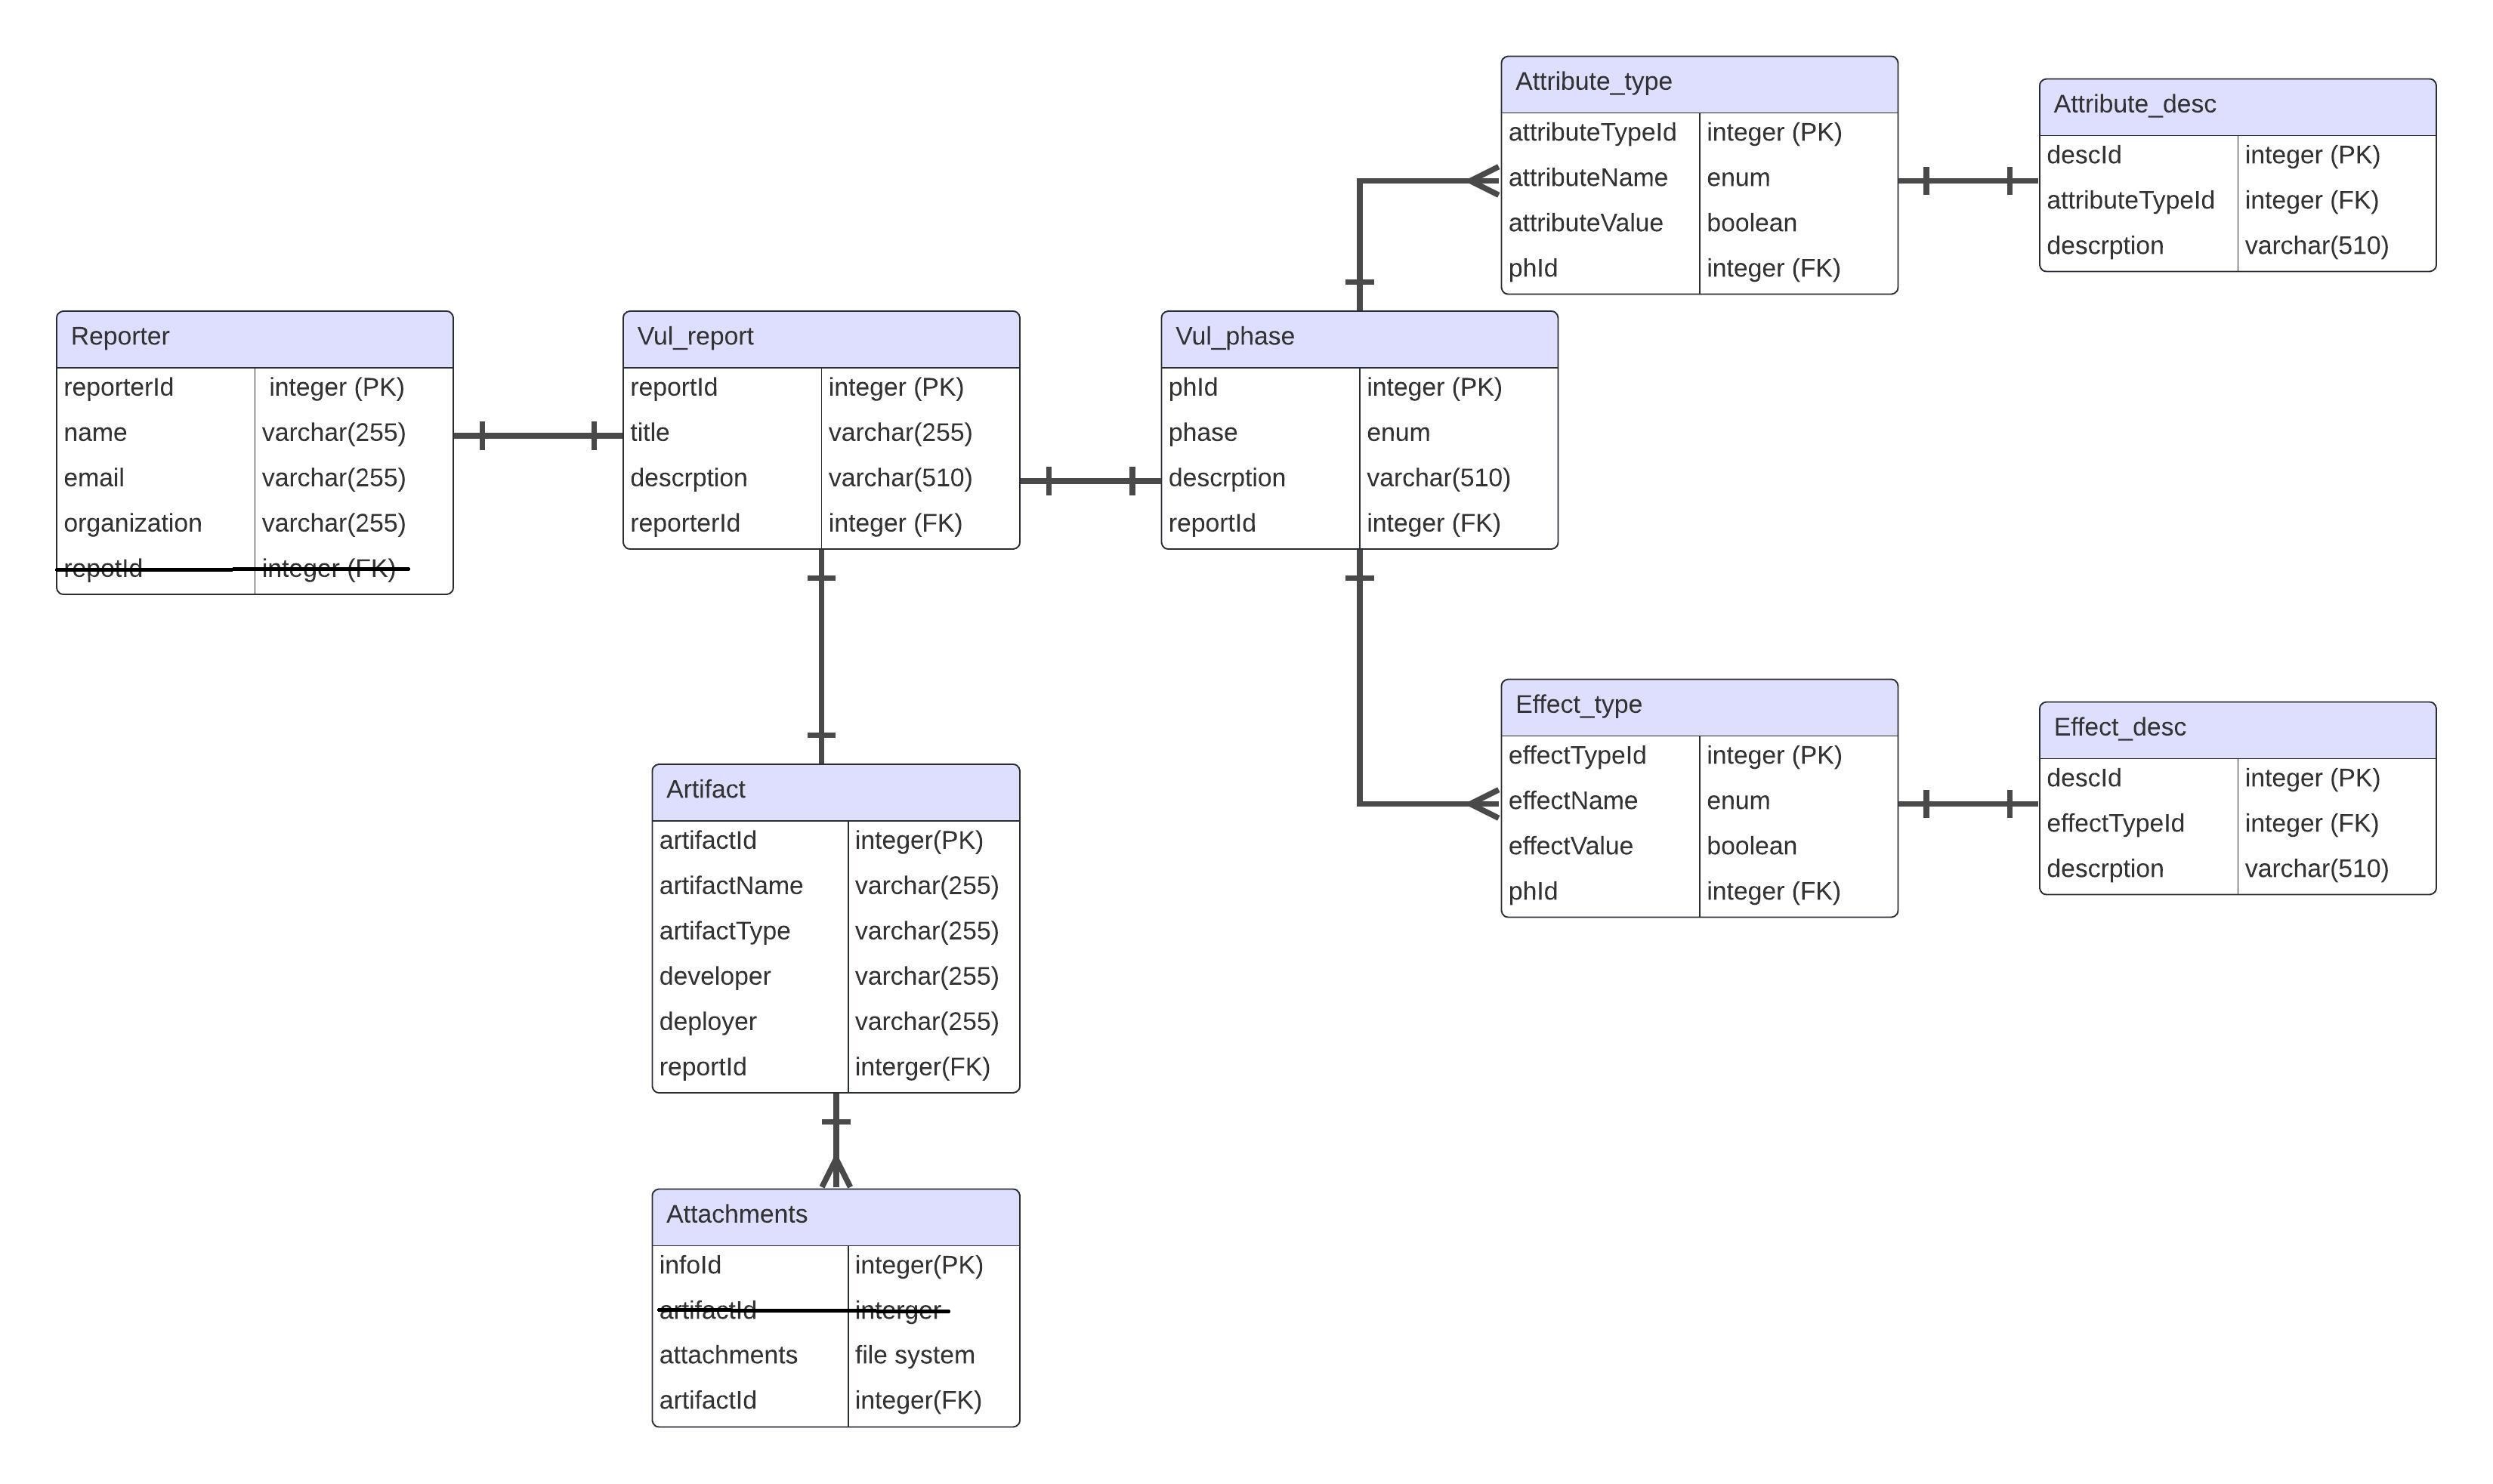 Attribute_type
attributeTypeId integer (PK)
attributeName enum
attributeValue boolean
phId integer (FK)
Attribute_desc
descId integer (PK)
attributeTypeId integer (FK)
descrption varchar(510)
Reporter
reporterId integer (PK)
name varchar(255)
email varchar(255)
organization varchar(255)
repotId integer (FK)
Vul_report
reportId integer (PK)
title varchar(255)
descrption varchar(510)
reporterId integer (FK)
Vul_phase
phId integer (PK)
phase enum
descrption varchar(510)
reportId integer (FK)
Effect_type
effectTypeId integer (PK)
effectName enum
effectValue boolean
phId integer (FK)
Effect_desc
descId integer (PK)
effectTypeId integer (FK)
descrption varchar(510)
Artifact
artifactId integer(PK)
artifactName varchar(255)
artifactType varchar(255)
developer varchar(255)
deployer varchar(255)
reportId interger(FK)
Attachments
infoId integer(PK)
artifactId interger
attachments file system
artifactId integer(FK)